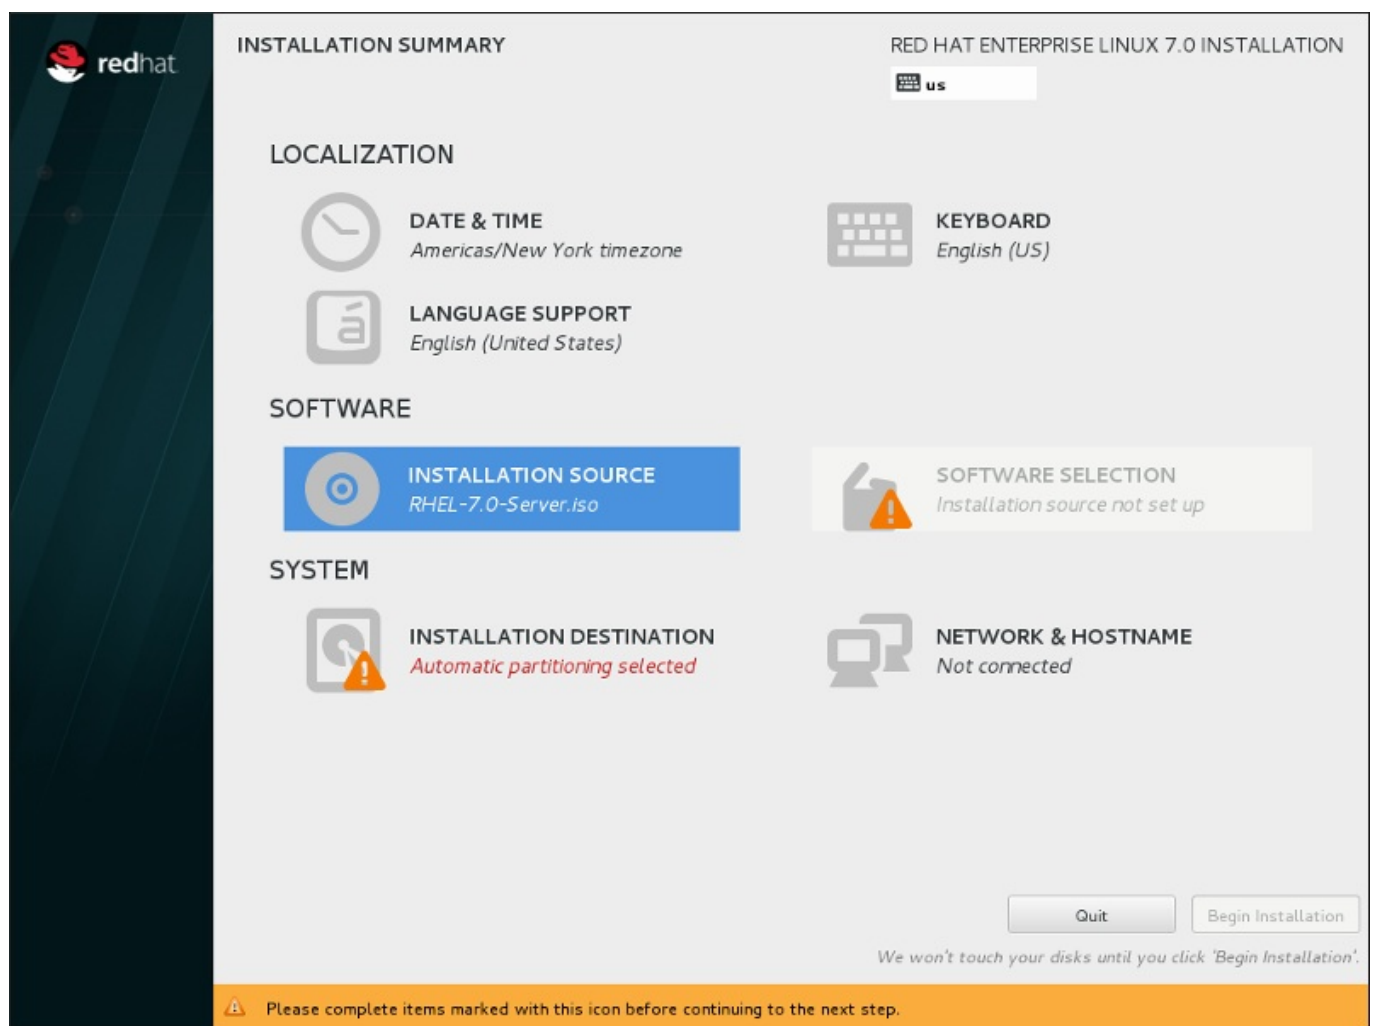 redhat
INSTALLATION SUMMARY
RED HAT ENTERPRISE LINUX 7.0 INSTALLATION
us
LOCALIZATION
DATE & TIME
Americas/New York timezone
KEYBOARD
English (US)
á
LANGUAGE SUPPORT
English (United States)
SOFTWARE
INSTALLATION SOURCE
RHEL-7.0-Server.iso
SOFTWARE SELECTION
Installation source not set up
SYSTEM
INSTALLATION DESTINATION
Automatic partitioning selected
NETWORK & HOSTNAME
Not connected
Quit
Begin Installation
We won't touch your disks until you click 'Begin Installation'.
Please complete items marked with this icon before continuing to the next step.